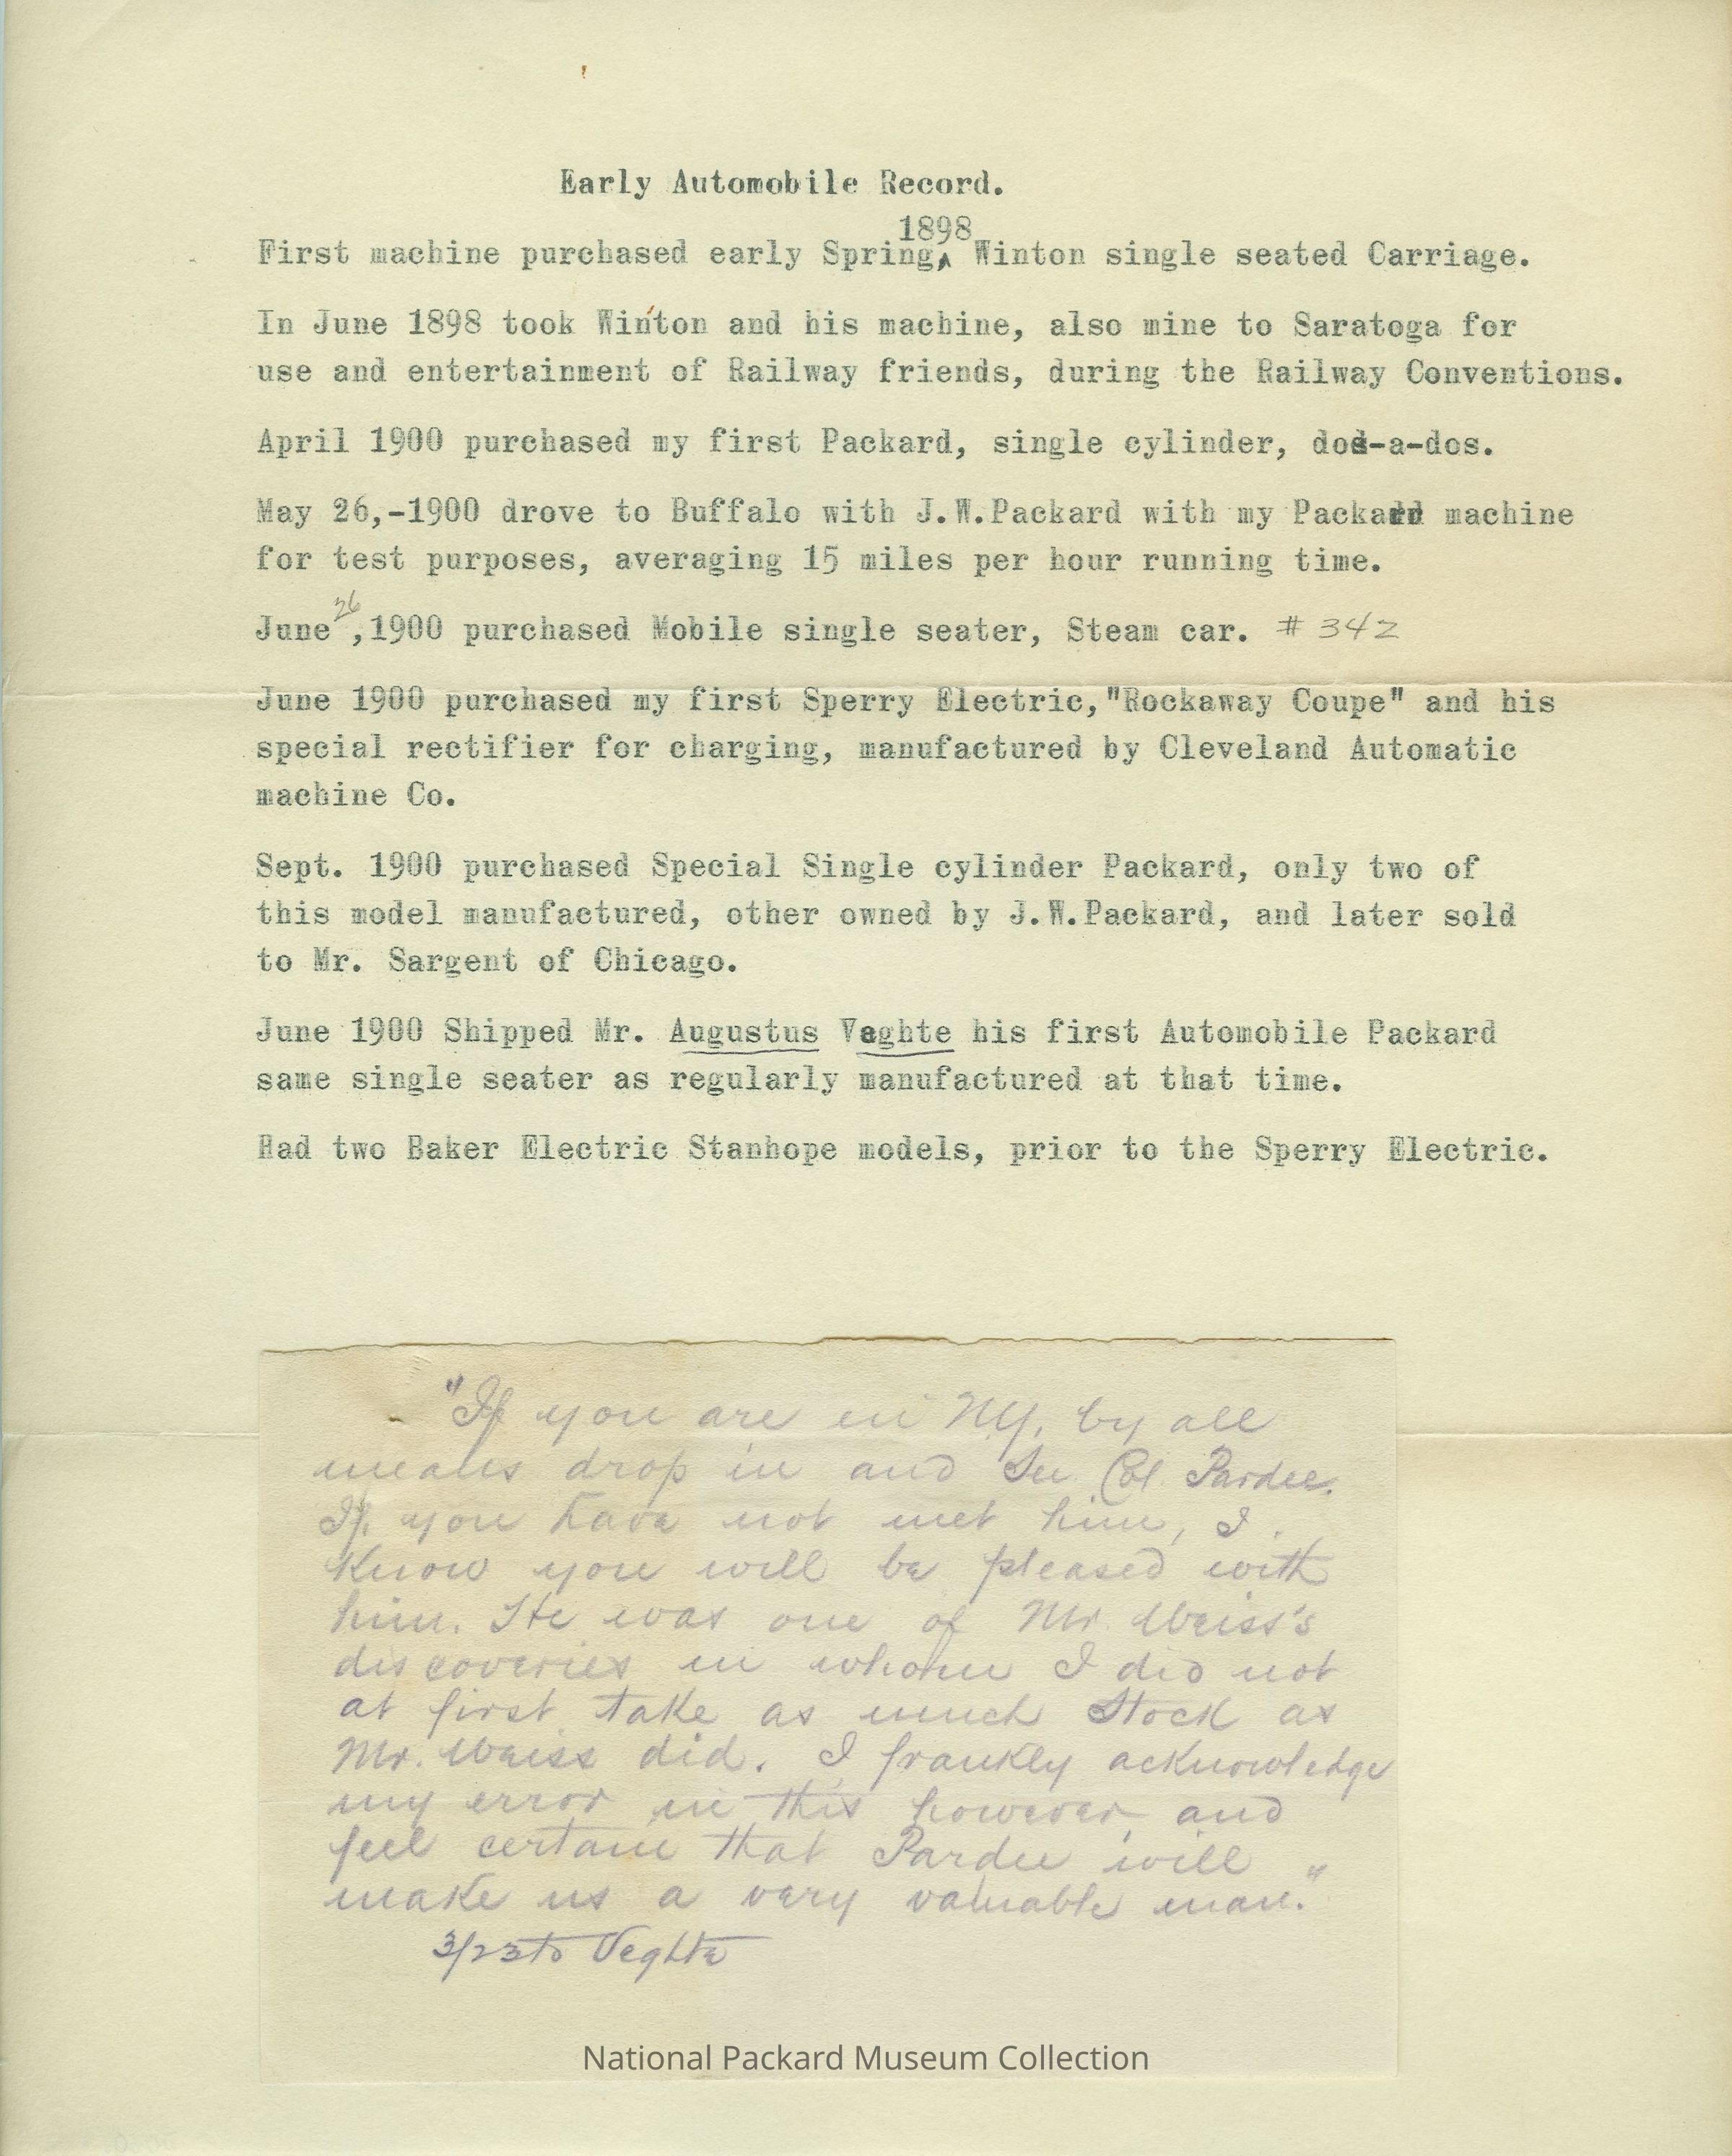 Early Automobile Record.
1898
First machine purchased early Spring,‸ Winton single seated Carriage.
In June 1898 took Winton and his machine, also mine to Saratoga for
use and entertainment of Railway friends, during the Railway Conventions.
April 1900 purchased my first Packard, single cylinder, dos-a-dos.
May 26,-1900 drove to Buffalo with J.W.Packard with my Packard machine
for test purposes, averaging 15 miles per hour running time.
June 26,1900 purchased Mobile single seater, Steam car. # 342
June 1900 purchased my first Sperry Electric,"Rockaway Coupe" and his
special rectifier for charging, manufactured by Cleveland Automatic
machine Co.
Sept. 1900 purchased Special Single cylinder Packard, only two of
this model manufactured, other owned by J.W.Packard, and later sold
to Mr. Sargent of Chicago.
June 1900 Shipped Mr. Augustus Veghte his first Automobile Packard
same single seater as regularly manufactured at that time.
Had two Baker Electric Stanhope models, prior to the Sperry Electric.
"If you are in NY, by all
means drop in and See Col. Pardee.
If you have not met him, I
Know you will be pleased with
him. He was one of Mr. Weiss's
discoveries in whom I did not
at first take as much Stock as
Mr. Weiss did. I frankly acknowledge
my error in this however, and
feel certain that Pardee will
make us a very valuable man."
3/23 to Veghte
National Packard Museum Collection